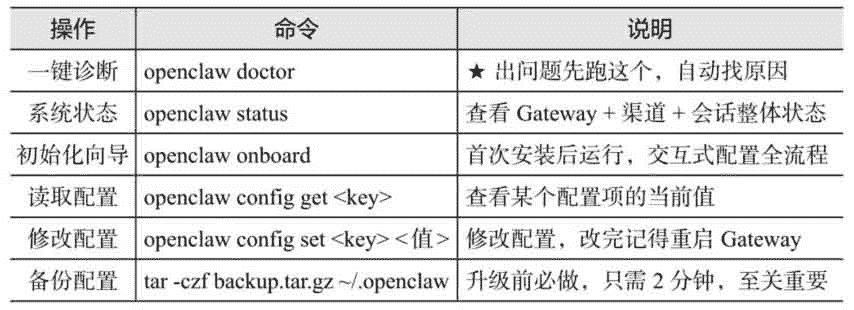 操作 命令 说明
一键诊断 openclaw doctor ★ 出问题先跑这个，自动找原因
系统状态 openclaw status 查看 Gateway + 渠道 + 会话整体状态
初始化向导 openclaw onboard 首次安装后运行，交互式配置全流程
读取配置 openclaw config get <key> 查看某个配置项的当前值
修改配置 openclaw config set <key> <值> 修改配置，改完记得重启 Gateway
备份配置 tar -czf backup.tar.gz ~/.openclaw 升级前必做，只需 2 分钟，至关重要